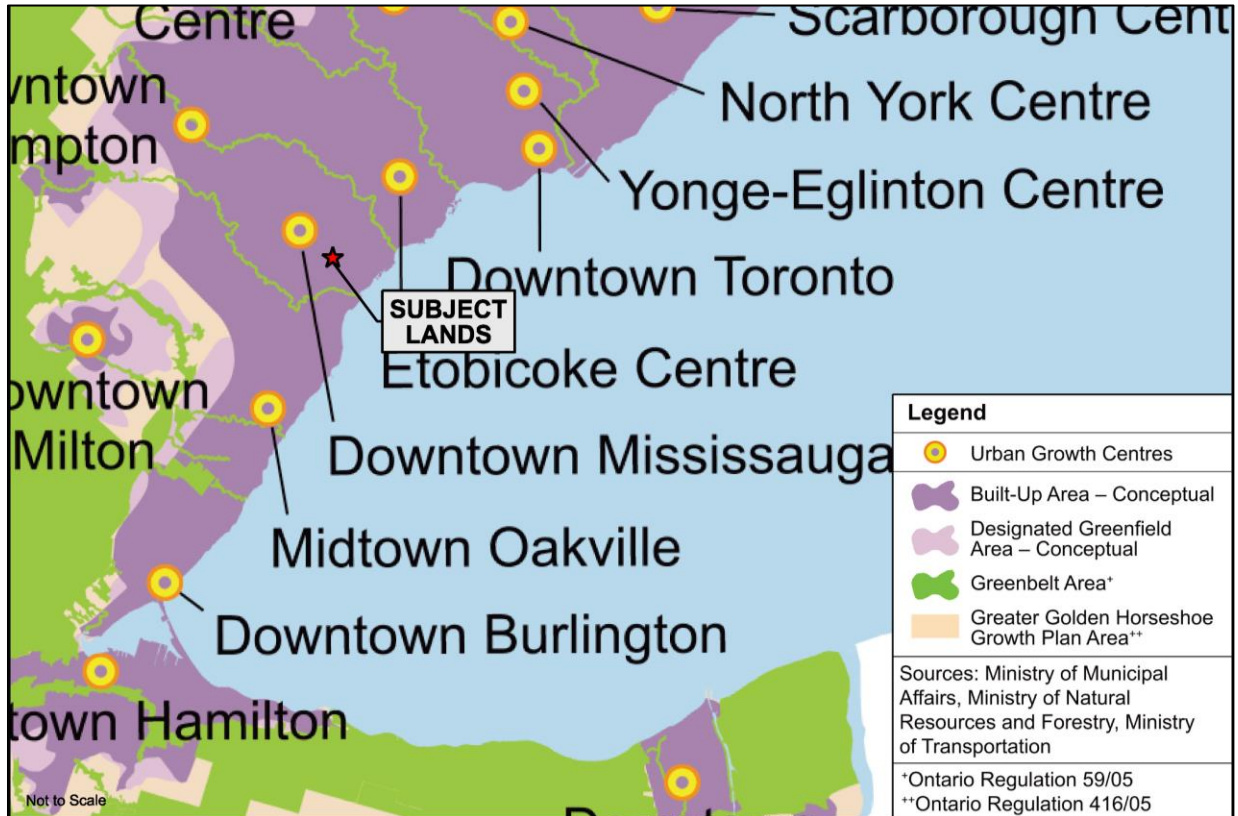 Centre
Scarborough Cent
North York Centre
wntown
mpton
Yonge-Eglinton Centre
Downtown Toronto
SUBJECT
LANDS
Etobicoke Centre
owntown
Milton
Downtown Mississauga
Midtown Oakville
Downtown Burlington
town Hamilton
Not to Scale
Legend
Urban Growth Centres
Built-Up Area – Conceptual
Designated Greenfield
Area – Conceptual
Greenbelt Area+
Greater Golden Horseshoe
Growth Plan Area++
Sources: Ministry of Municipal
Affairs, Ministry of Natural
Resources and Forestry, Ministry
of Transportation
+Ontario Regulation 59/05
++Ontario Regulation 416/05